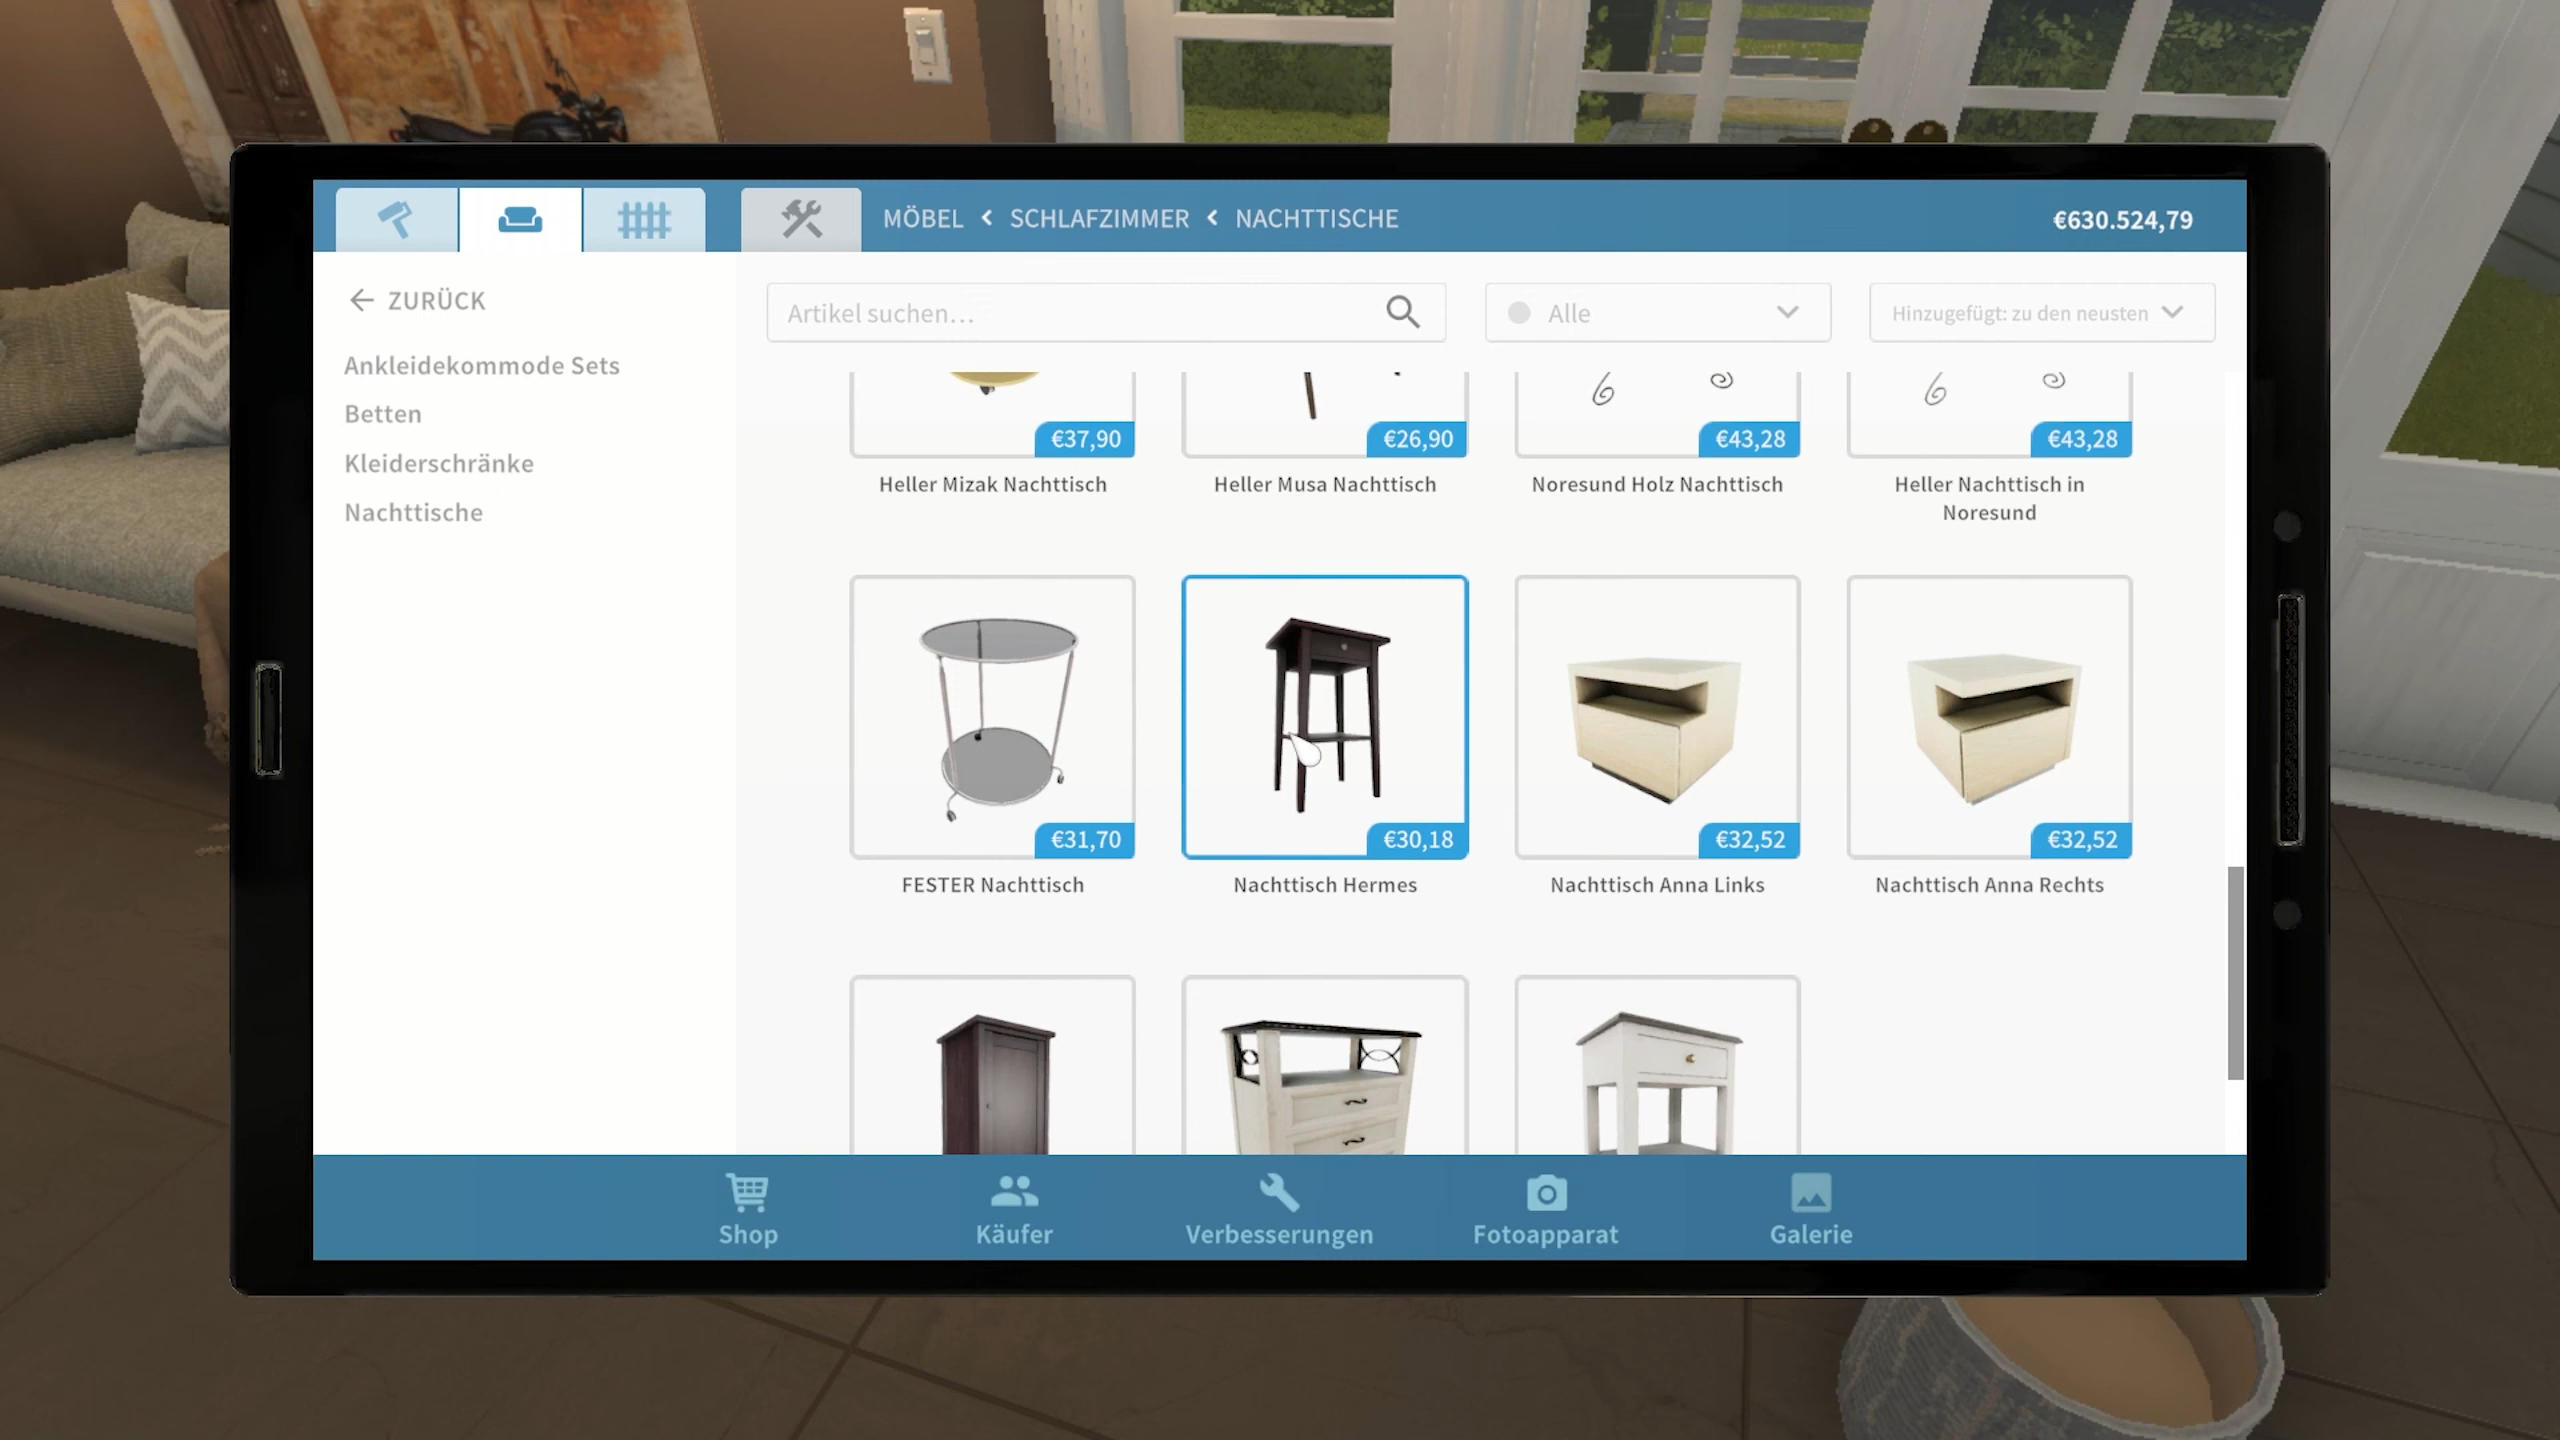 MÖBEL < SCHLAFZIMMER < NACHTTISCHE
€630.524,79
ZURÜCK
Artikel suchen...
Alle
Hinzugefügt: zu den neusten
Ankleidekommode Sets
Betten
Kleiderschränke
Nachttische
€37,90
€26,90
€43,28
€43,28
Heller Mizak Nachttisch
Heller Musa Nachttisch
Noresund Holz Nachttisch
Heller Nachttisch in
Noresund
€31,70
€30,18
€32,52
€32,52
FESTER Nachttisch
Nachttisch Hermes
Nachttisch Anna Links
Nachttisch Anna Rechts
Shop
Käufer
Verbesserungen
Fotoapparat
Galerie